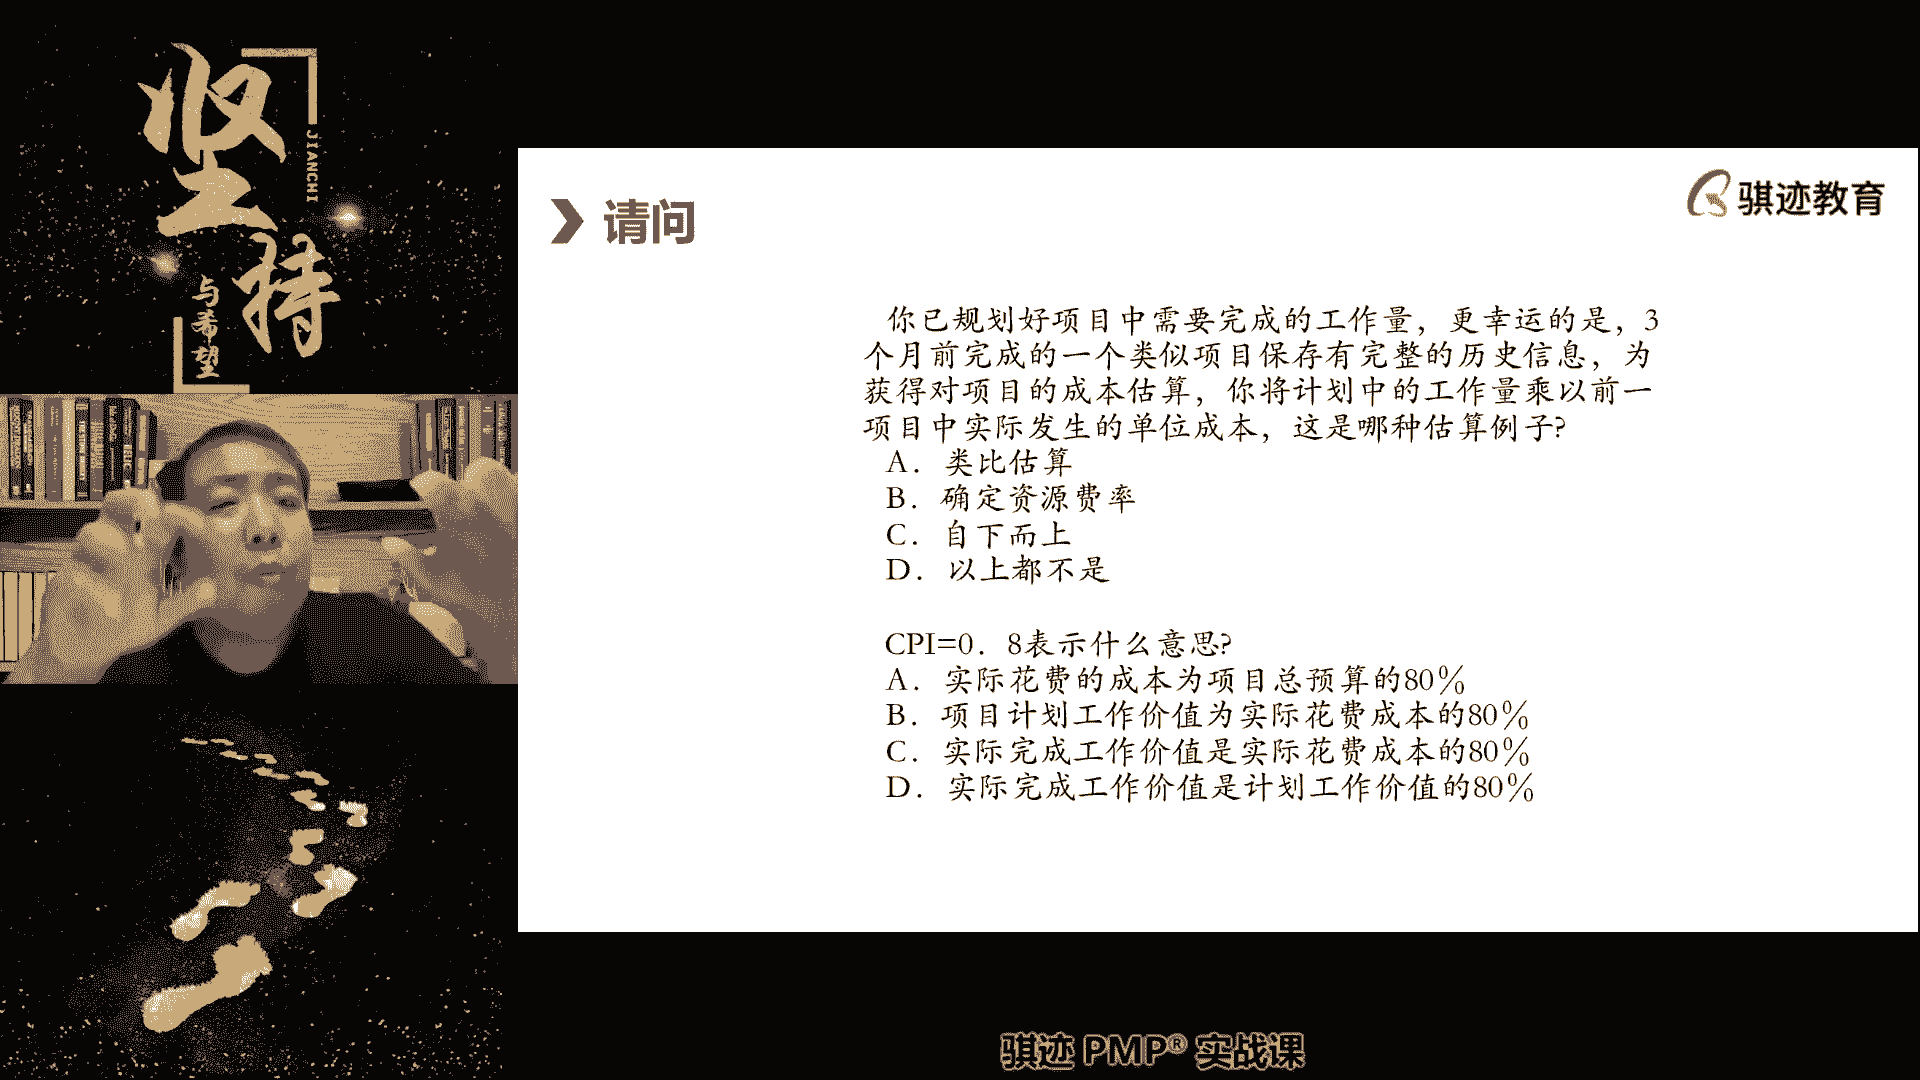 坚持
JIANCHI
与希望
请问
骐迹教育
你已规划好项目中需要完成的工作量，更幸运的是，3
个月前完成的一个类似项目保存有完整的历史信息，为
获得对项目的成本估算，你将计划中的工作量乘以前一
项目中实际发生的单位成本，这是哪种估算例子?
A．类比估算
B．确定资源费率
C．自下而上
D．以上都不是
CPI=0．8表示什么意思?
A．实际花费的成本为项目总预算的80％
B．项目计划工作价值为实际花费成本的80％
C．实际完成工作价值是实际花费成本的80％
D．实际完成工作价值是计划工作价值的80％
骐迹 PMP® 实战课